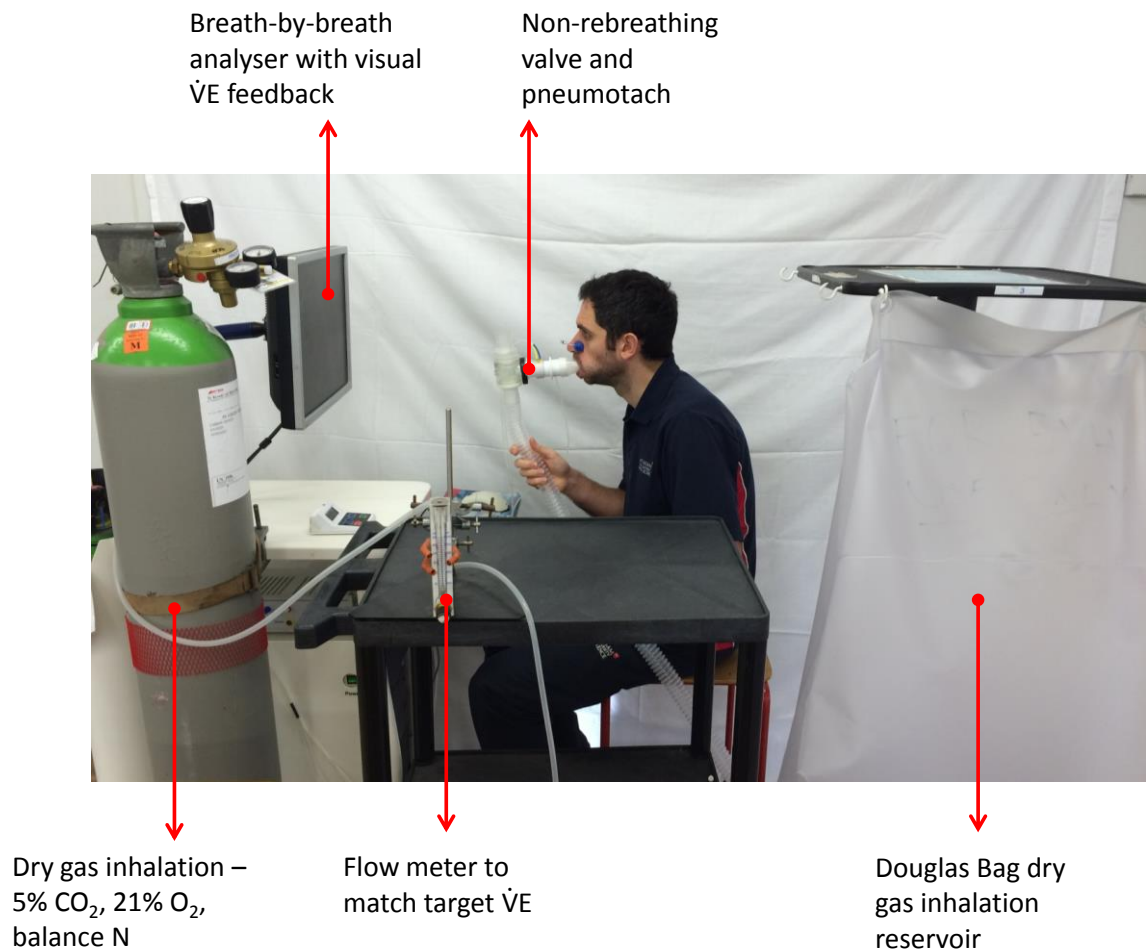 Breath-by-breath
analyser with visual
V̇E feedback
Non-rebreathing
valve and
pneumotach
M
3
Dry gas inhalation –
5% CO₂, 21% O₂,
balance N
Flow meter to
match target V̇E
Douglas Bag dry
gas inhalation
reservoir